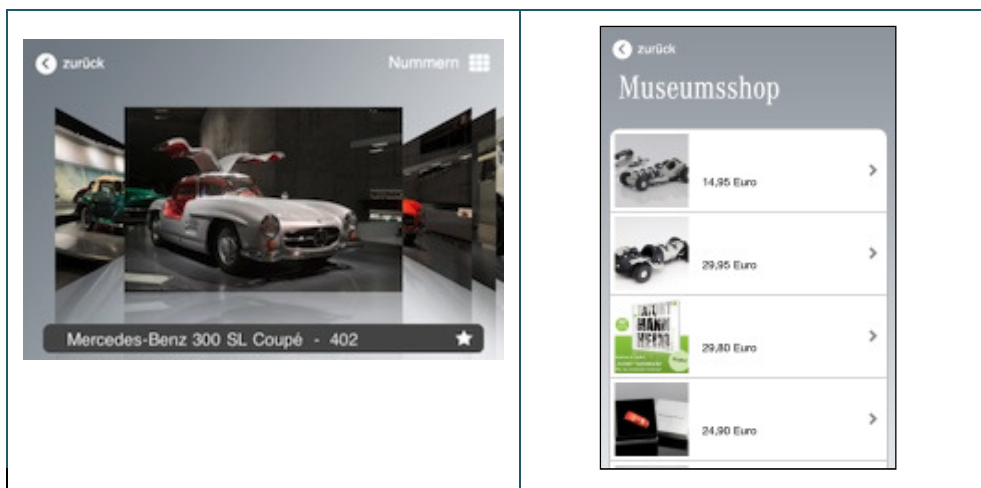 zurück
Nummern
Mercedes-Benz 300 SL Coupé - 402
zurück
Museumsshop
14,95 Euro
29,95 Euro
29,80 Euro
24,90 Euro